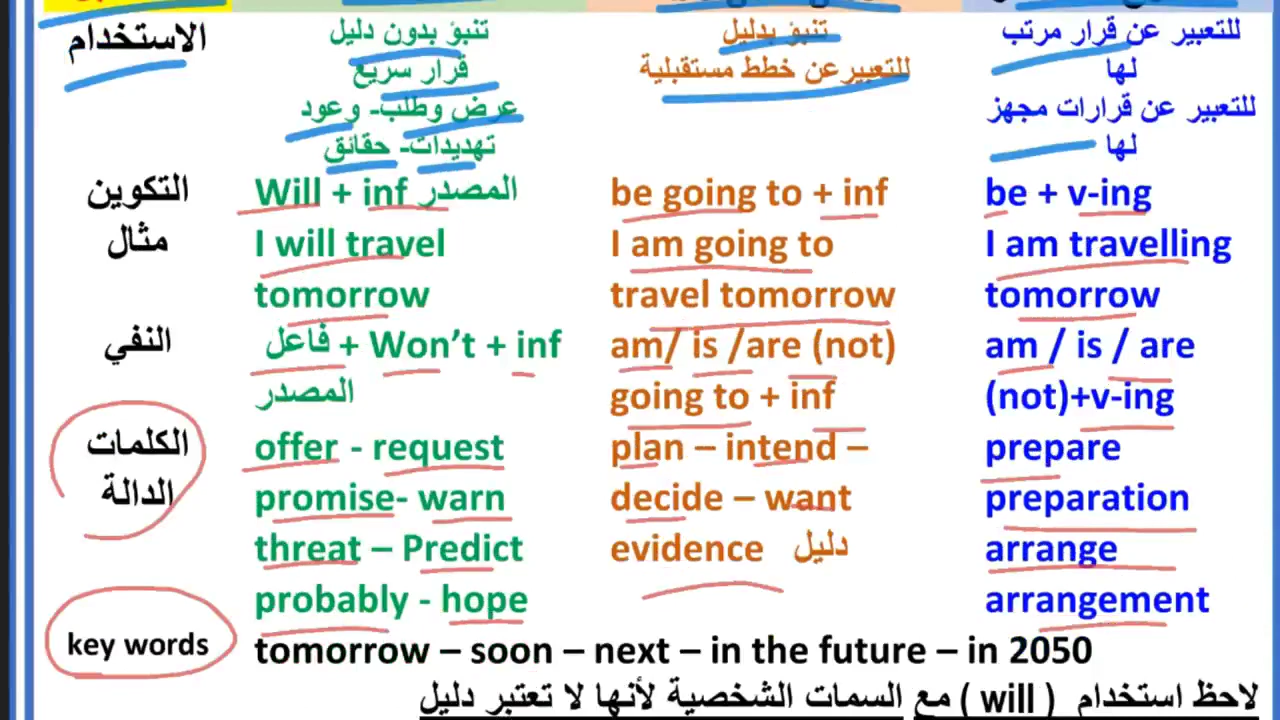 الاستخدام تنبؤ بدون دليل تنبؤ بدليل للتعبير عن قرار مرتب
قرار سريع للتعبير عن خطط مستقبلية لها
عرض وطلب- وعود للتعبير عن قرارات مجهز
تهديدات- حقائق لها
التكوين Will + inf المصدر be going to + inf be + v-ing
مثال I will travel I am going to I am travelling
tomorrow travel tomorrow tomorrow
النفي فاعل + Won't + inf am/ is /are (not) am / is / are
المصدر going to + inf (not)+v-ing
الكلمات offer - request plan – intend – prepare
الدالة promise- warn decide – want preparation
threat – Predict evidence دليل arrange
probably - hope arrangement
key words tomorrow – soon – next – in the future – in 2050
لاحظ استخدام ( will ) مع السمات الشخصية لأنها لا تعتبر دليل